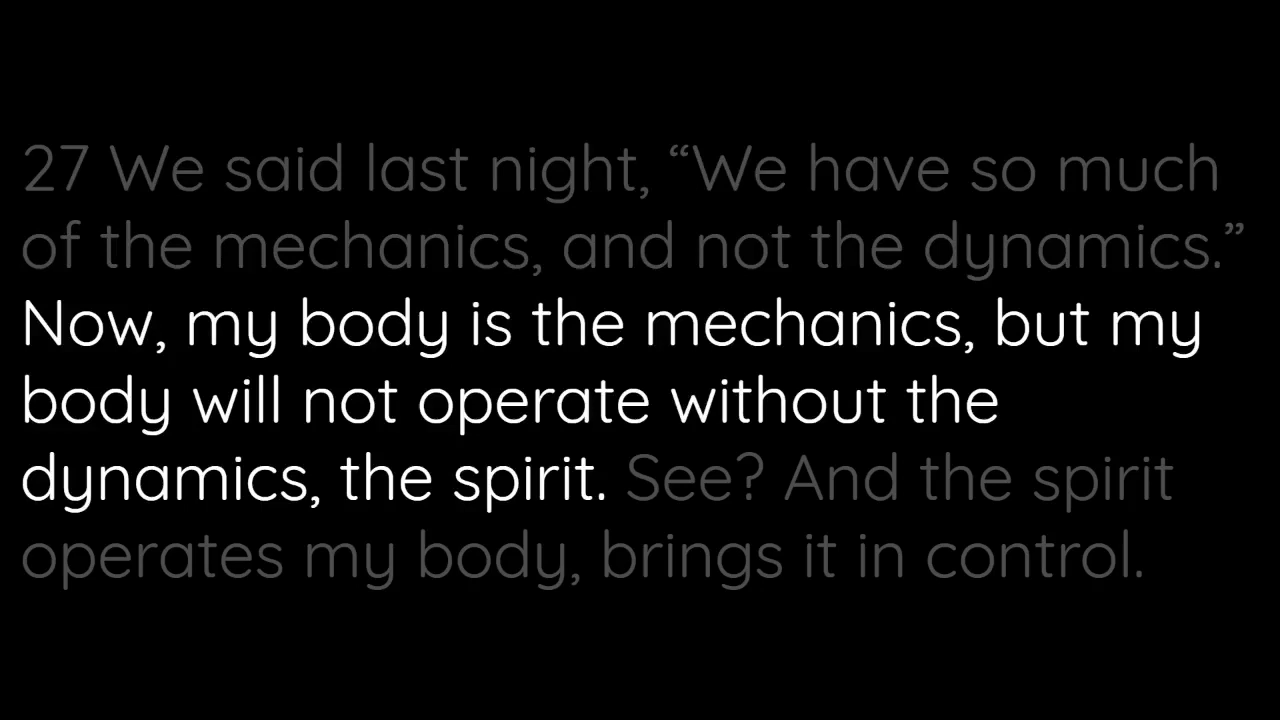 27 We said last night, “We have so much
of the mechanics, and not the dynamics.”
Now, my body is the mechanics, but my
body will not operate without the
dynamics, the spirit. See? And the spirit
operates my body, brings it in control.